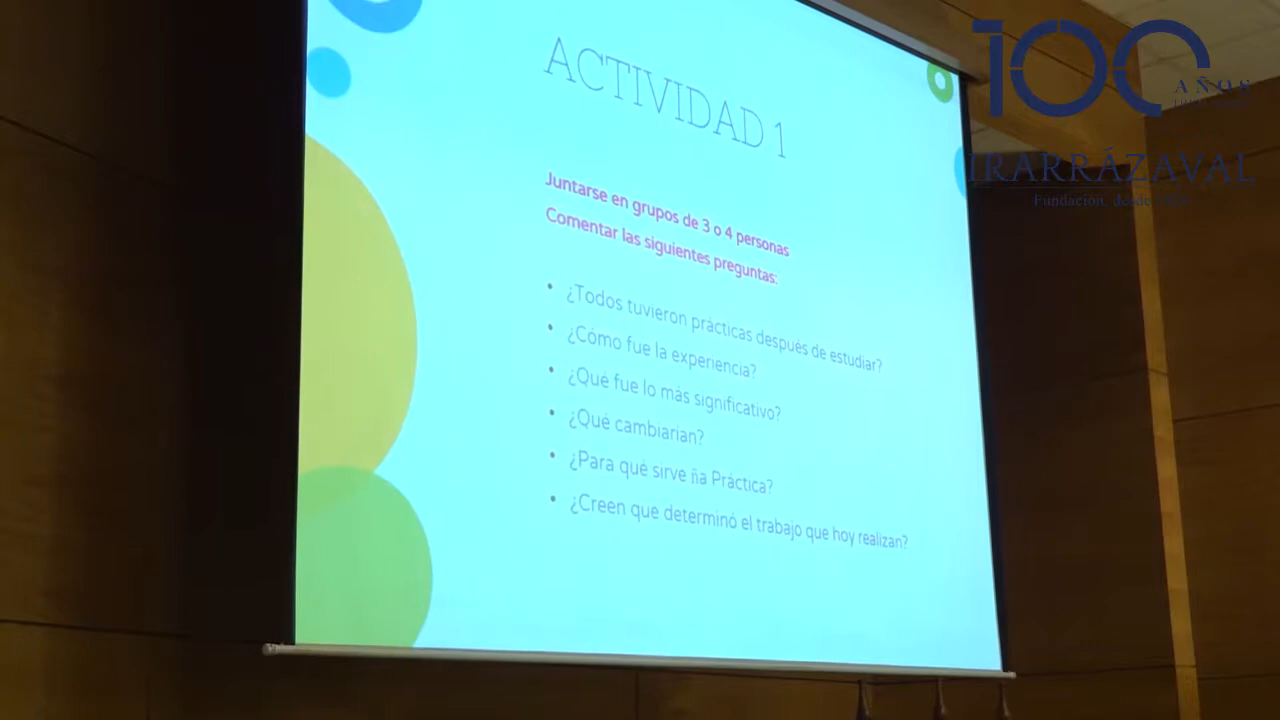 ACTIVIDAD 1
Juntarse en grupos de 3 o 4 personas
Comentar las siguientes preguntas:
• ¿Todos tuvieron prácticas después de estudiar?
• ¿Cómo fue la experiencia?
• ¿Qué fue lo más significativo?
• ¿Qué cambiarían?
• ¿Para qué sirve ña Práctica?
• ¿Creen que determinó el trabajo que hoy realizan?
100
AÑOS
IRARRÁZAVAL
Fundación, desde